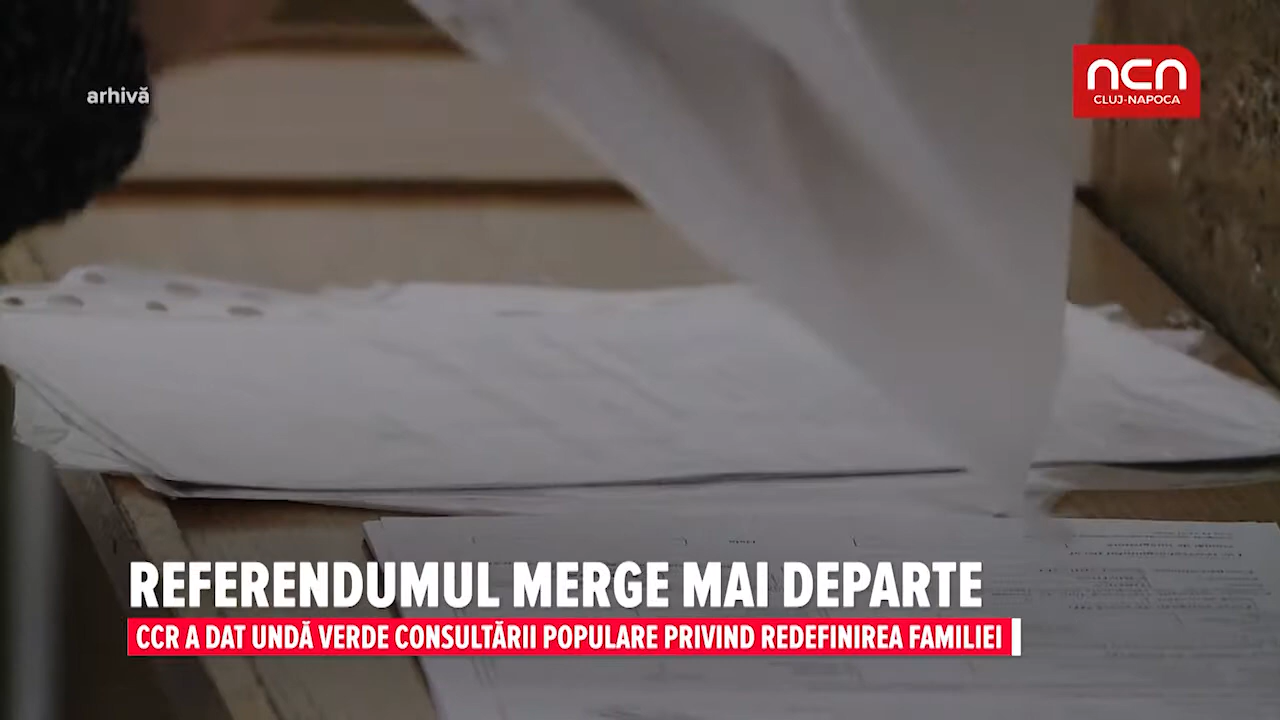 arhivă
ncn
CLUJ-NAPOCA
REFERENDUMUL MERGE MAI DEPARTE
CCR A DAT UNDĂ VERDE CONSULTĂRII POPULARE PRIVIND REDEFINIREA FAMILIEI